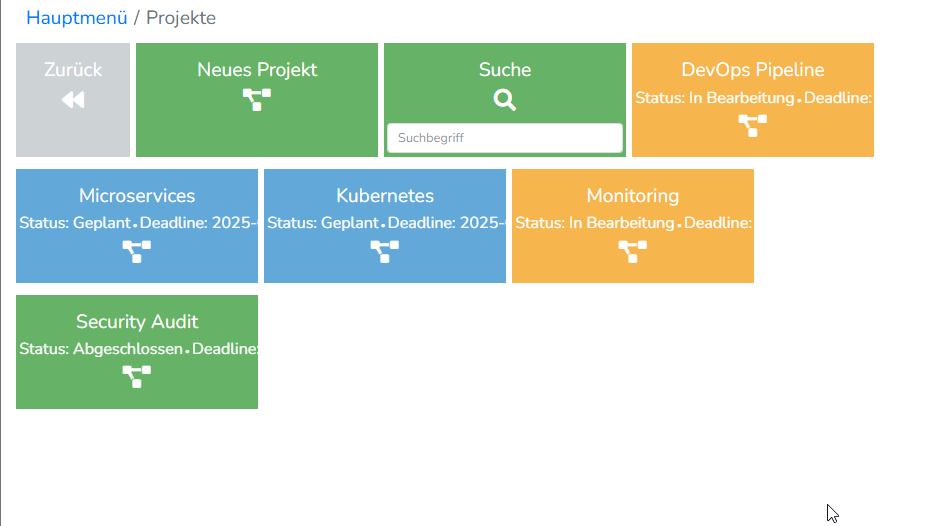 Hauptmenü / Projekte
Zurück
Neues Projekt
Suche
Suchbegriff
DevOps Pipeline
Status: In Bearbeitung • Deadline:
Microservices
Status: Geplant • Deadline: 2025-
Kubernetes
Status: Geplant • Deadline: 2025-
Monitoring
Status: In Bearbeitung • Deadline:
Security Audit
Status: Abgeschlossen • Deadline: